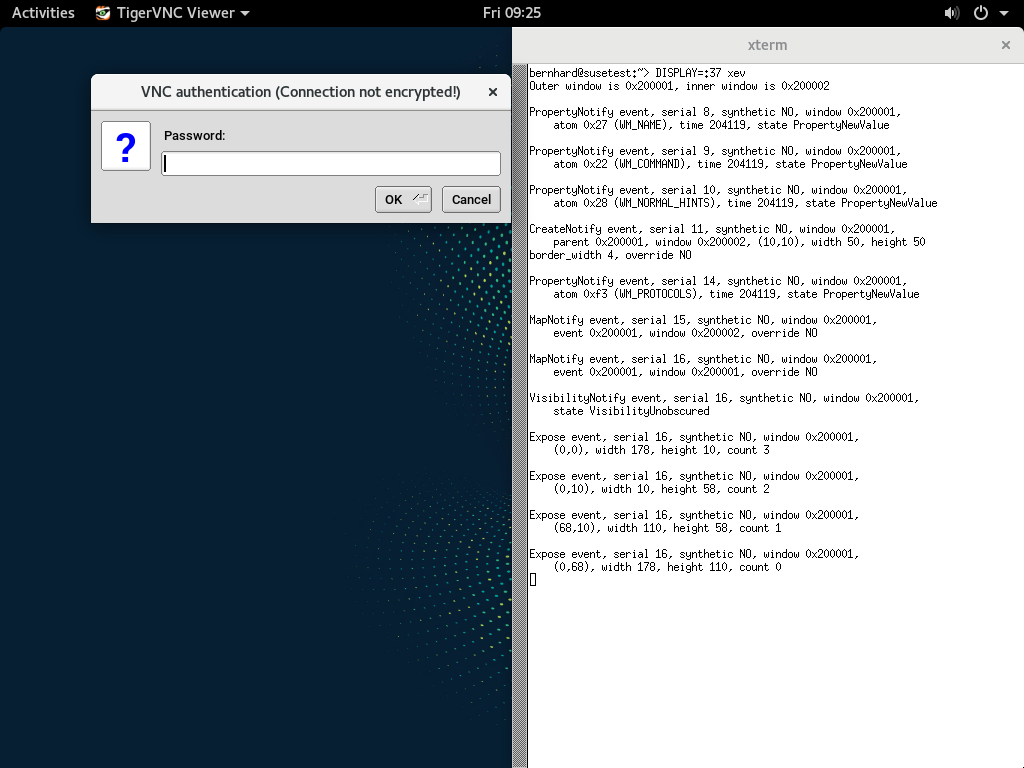 Activities TigerVNC Viewer Fri 09:25
xterm
VNC authentication (Connection not encrypted!)
?
Password:
OK Cancel
bernhard@susetest:~> DISPLAY=:37 xev
Outer window is 0x200001, inner window is 0x200002
PropertyNotify event, serial 8, synthetic NO, window 0x200001,
atom 0x27 (WM_NAME), time 204119, state PropertyNewValue
PropertyNotify event, serial 9, synthetic NO, window 0x200001,
atom 0x22 (WM_COMMAND), time 204119, state PropertyNewValue
PropertyNotify event, serial 10, synthetic NO, window 0x200001,
atom 0x28 (WM_NORMAL_HINTS), time 204119, state PropertyNewValue
CreateNotify event, serial 11, synthetic NO, window 0x200001,
parent 0x200001, window 0x200002, (10,10), width 50, height 50
border_width 4, override NO
PropertyNotify event, serial 14, synthetic NO, window 0x200001,
atom 0xf3 (WM_PROTOCOLS), time 204119, state PropertyNewValue
MapNotify event, serial 15, synthetic NO, window 0x200001,
event 0x200001, window 0x200002, override NO
MapNotify event, serial 16, synthetic NO, window 0x200001,
event 0x200001, window 0x200001, override NO
VisibilityNotify event, serial 16, synthetic NO, window 0x200001,
state VisibilityUnobscured
Expose event, serial 16, synthetic NO, window 0x200001,
(0,0), width 178, height 10, count 3
Expose event, serial 16, synthetic NO, window 0x200001,
(0,10), width 10, height 58, count 2
Expose event, serial 16, synthetic NO, window 0x200001,
(68,10), width 110, height 58, count 1
Expose event, serial 16, synthetic NO, window 0x200001,
(0,68), width 178, height 110, count 0